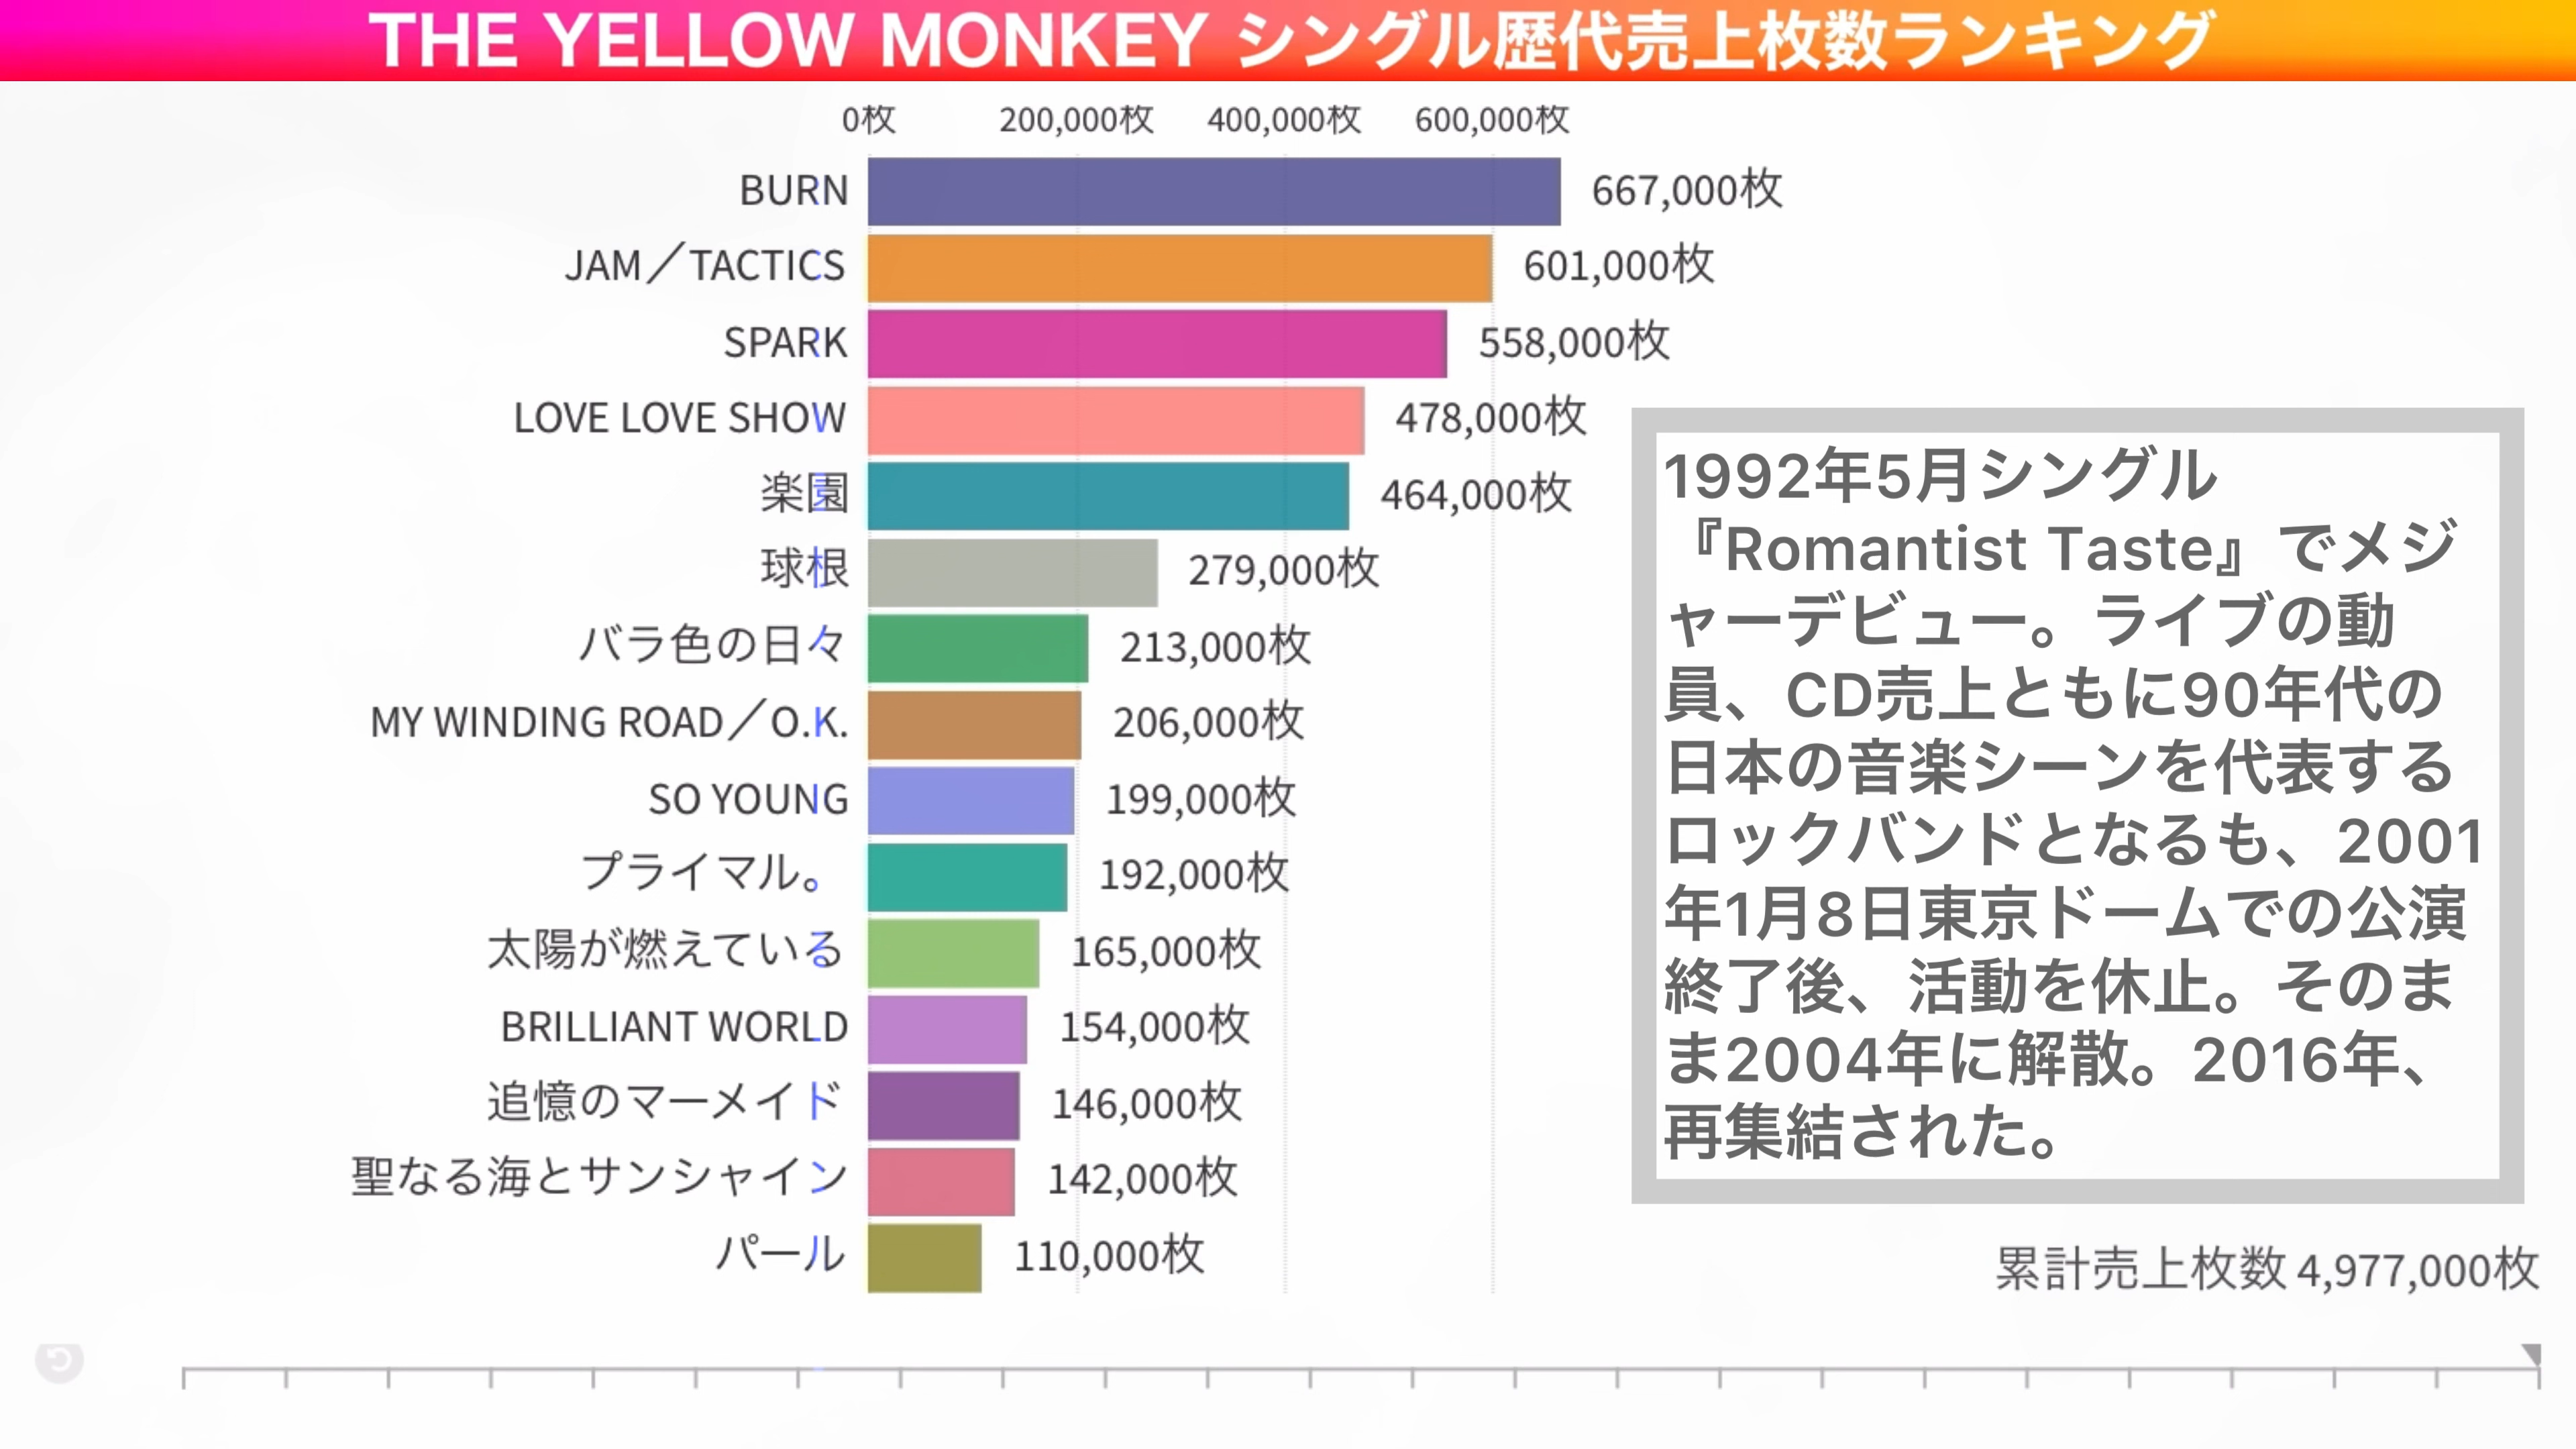 THE YELLOW MONKEY シングル歴代売上枚数ランキング
0枚 200,000枚 400,000枚 600,000枚
BURN 667,000枚
JAM／TACTICS 601,000枚
SPARK 558,000枚
LOVE LOVE SHOW 478,000枚
楽園 464,000枚
球根 279,000枚
バラ色の日々 213,000枚
MY WINDING ROAD／O.K. 206,000枚
SO YOUNG 199,000枚
プライマル。 192,000枚
太陽が燃えている 165,000枚
BRILLIANT WORLD 154,000枚
追憶のマーメイド 146,000枚
聖なる海とサンシャイン 142,000枚
パール 110,000枚
1992年5月シングル
『Romantist Taste』でメジ
ャーデビュー。ライブの動
員、CD売上ともに90年代の
日本の音楽シーンを代表する
ロックバンドとなるも、2001
年1月8日東京ドームでの公演
終了後、活動を休止。そのま
ま2004年に解散。2016年、
再集結された。
累計売上枚数 4,977,000枚